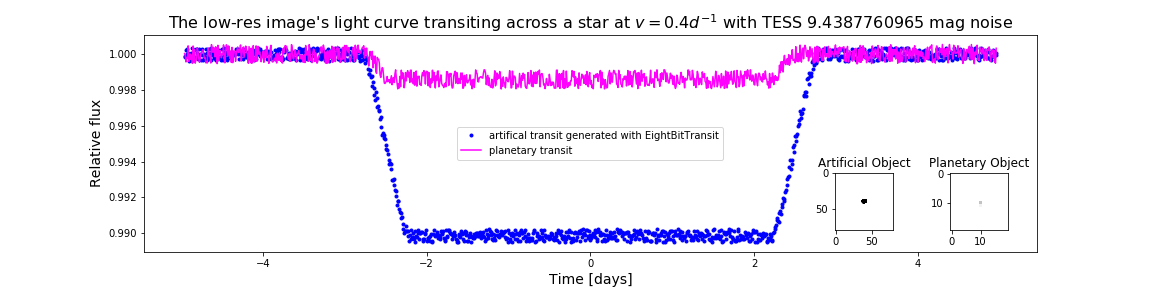 The low-res image's light curve transiting across a star at v = 0.4d⁻¹ with TESS 9.4387760965 mag noise
Relative flux
1.000
0.998
0.996
0.994
0.992
0.990
artifical transit generated with EightBitTransit
planetary transit
Artificial Object
0
50
0 50
Planetary Object
0
10
0 10
−4 −2 0 2 4
Time [days]